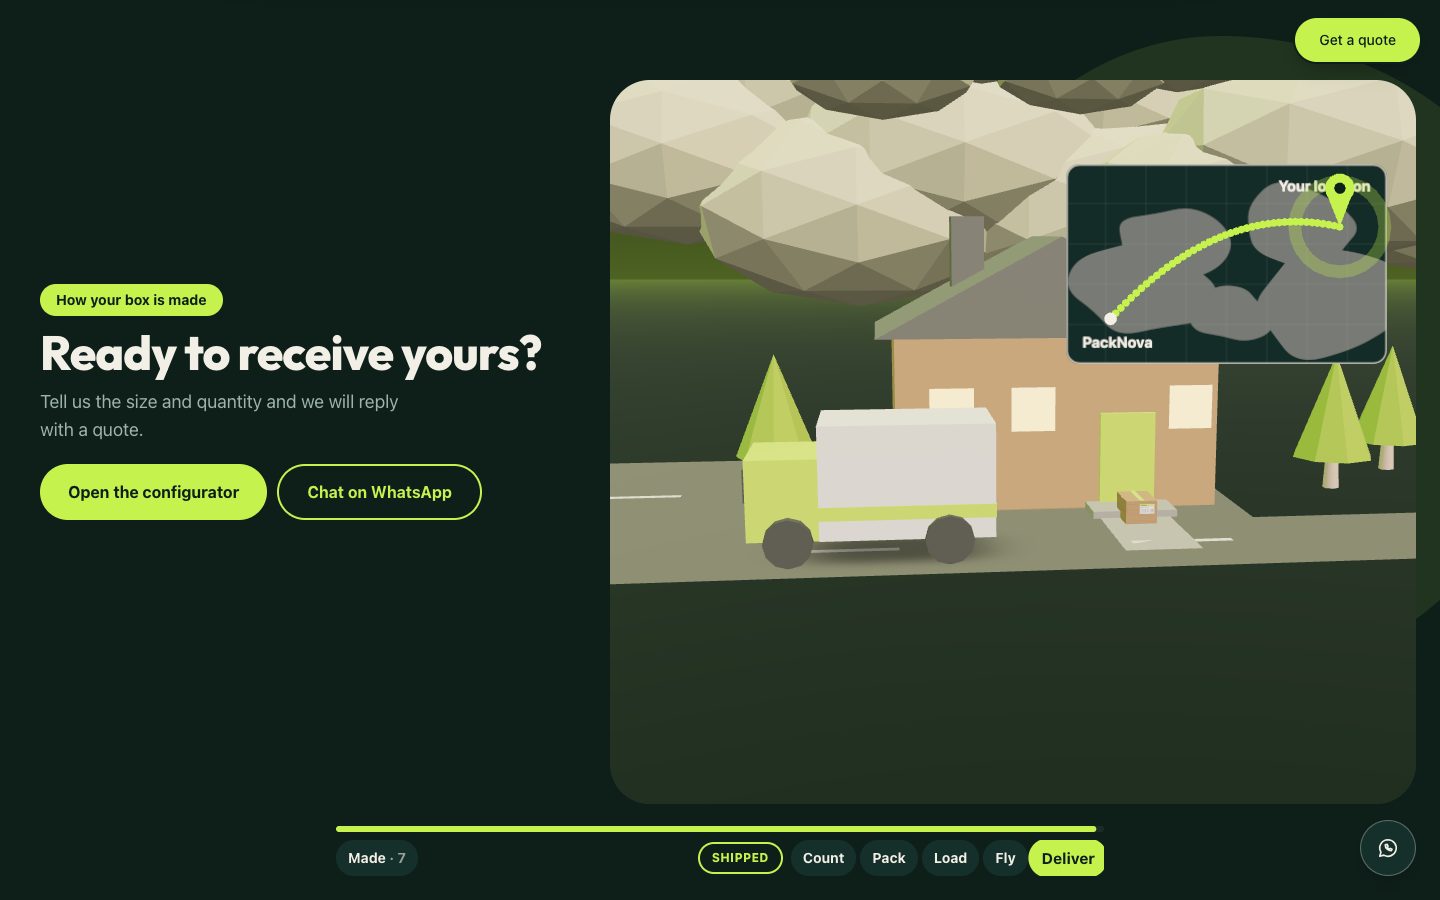 Get a quote
How your box is made
Ready to receive yours?
Tell us the size and quantity and we will reply
with a quote.
Open the configurator
Chat on WhatsApp
Your
PackNova
Made · 7
SHIPPED
Count
Pack
Load
Fly
Deliver